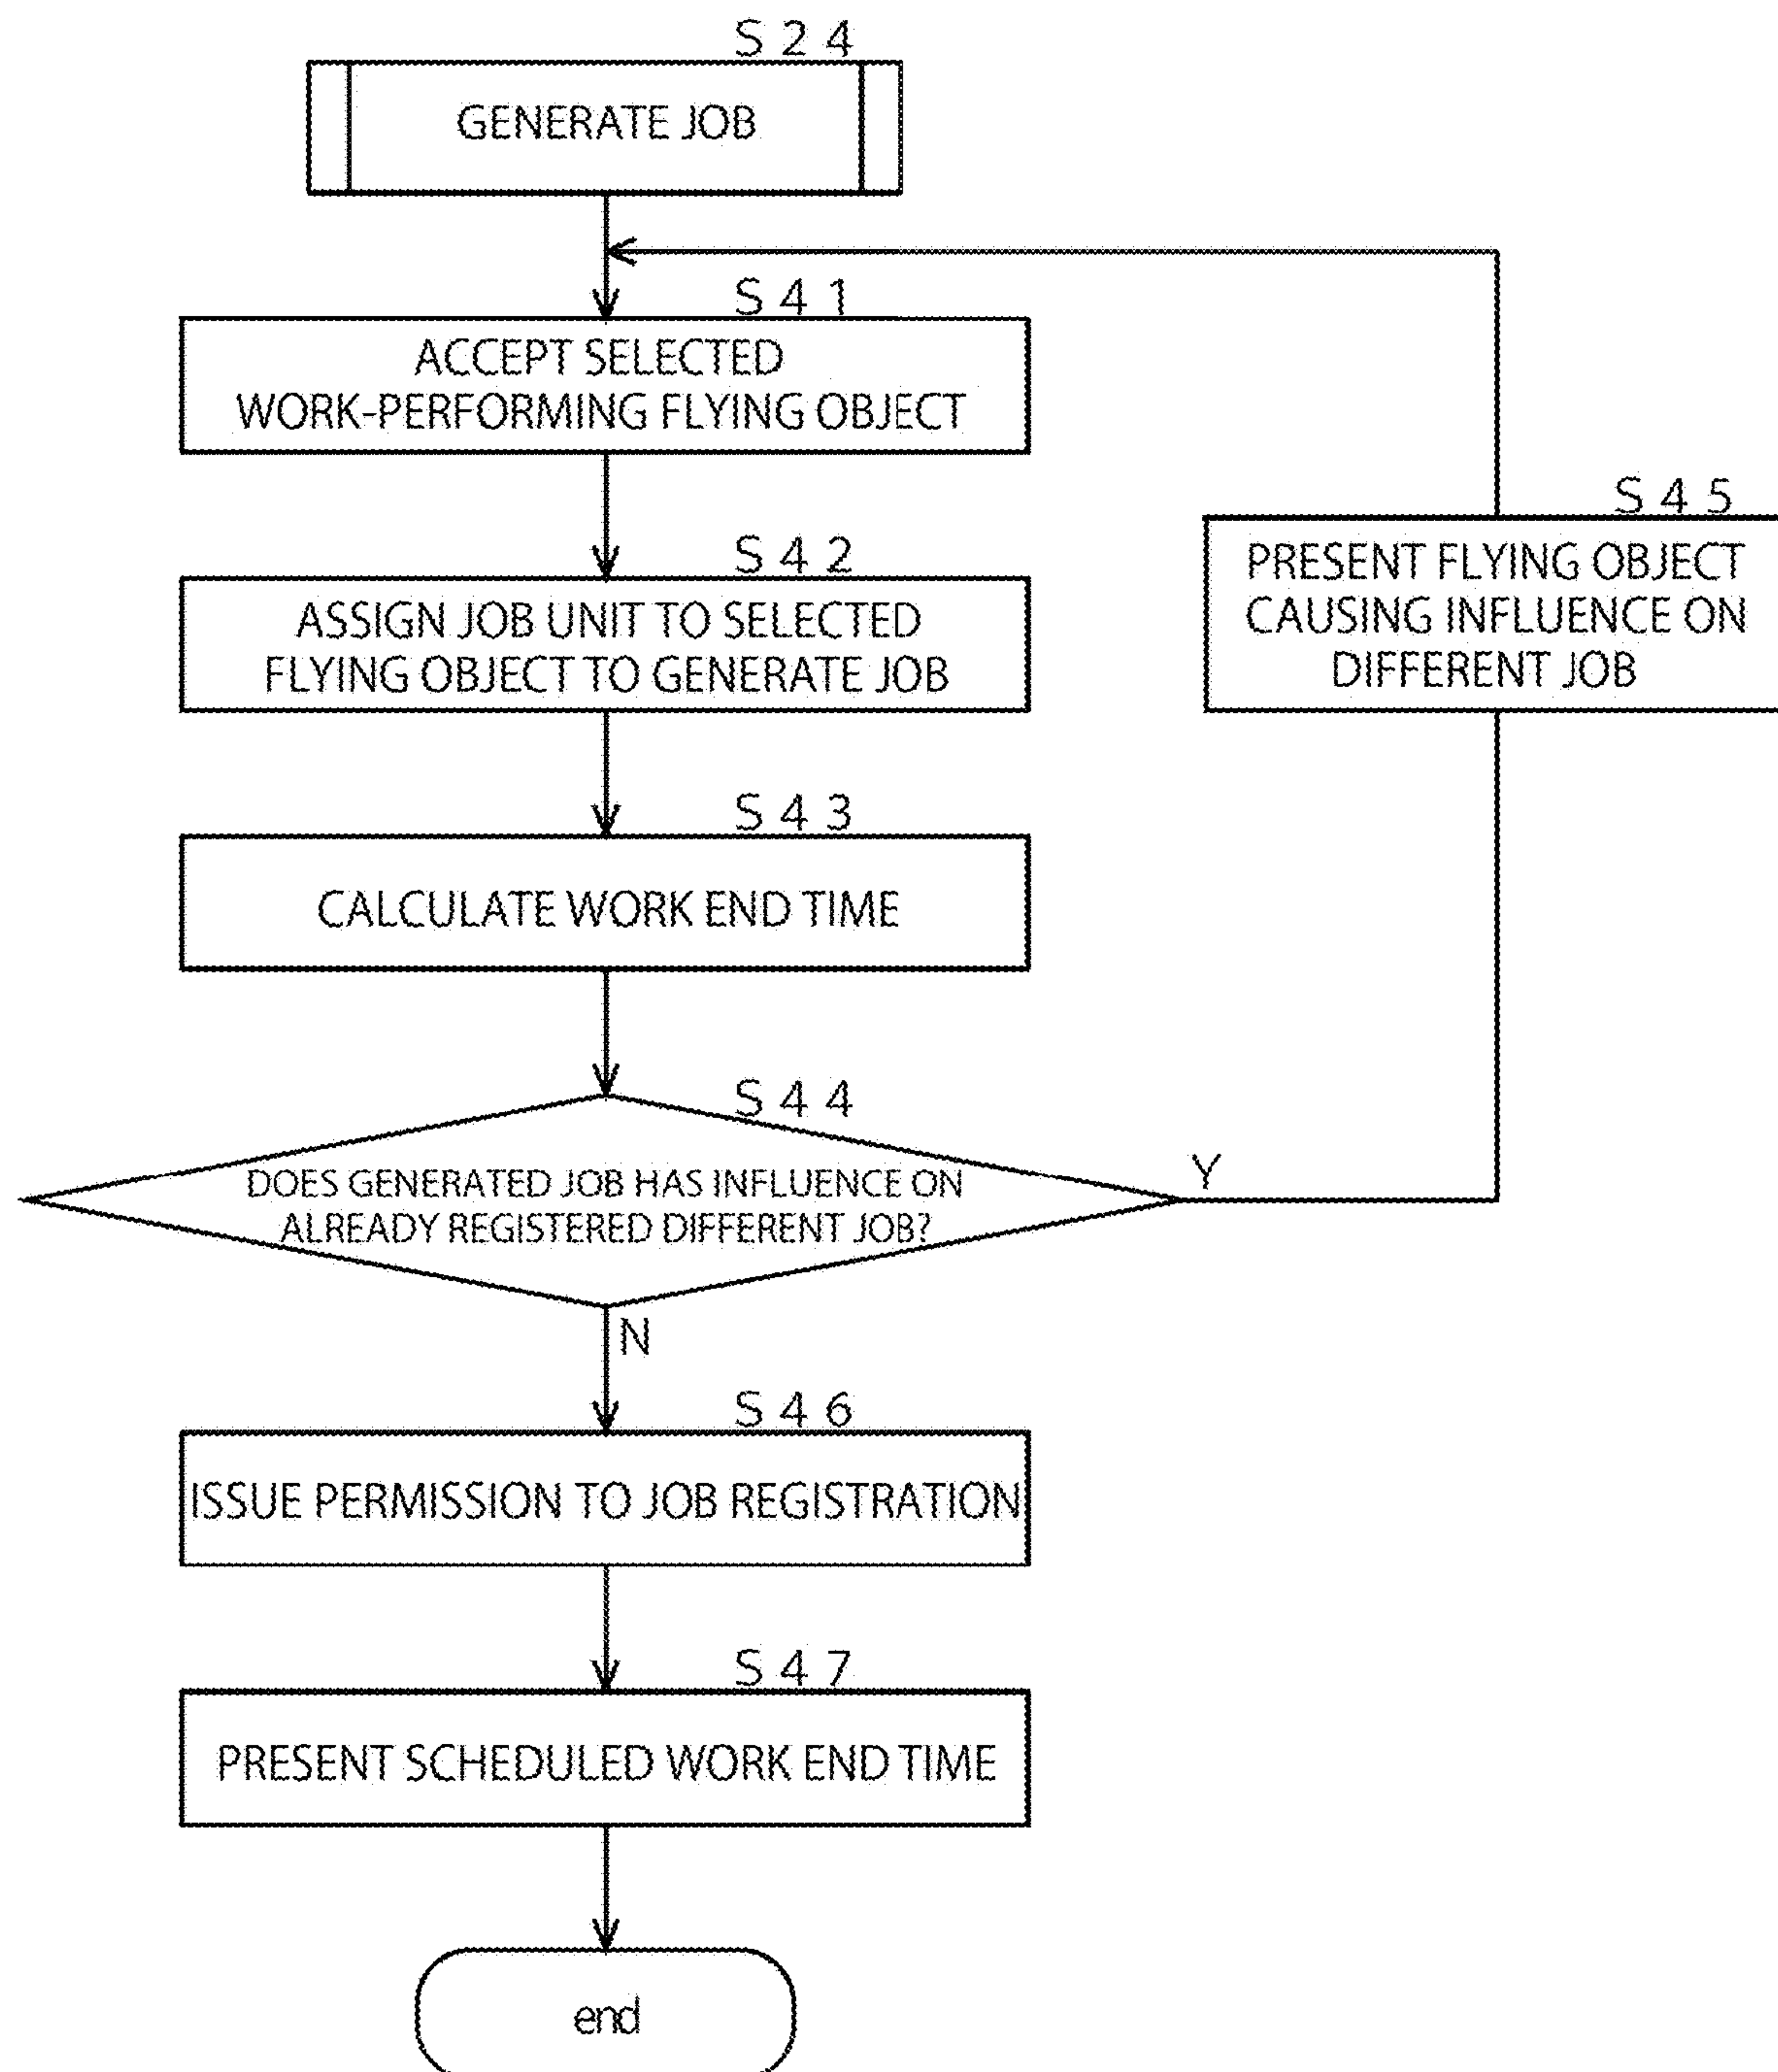 S24
GENERATE JOB
S41
ACCEPT SELECTED
WORK-PERFORMING FLYING OBJECT
S42
ASSIGN JOB UNIT TO SELECTED
FLYING OBJECT TO GENERATE JOB
S45
PRESENT FLYING OBJECT
CAUSING INFLUENCE ON
DIFFERENT JOB
S43
CALCULATE WORK END TIME
S44
DOES GENERATED JOB HAS INFLUENCE ON
ALREADY REGISTERED DIFFERENT JOB?
Y
N
S46
ISSUE PERMISSION TO JOB REGISTRATION
S47
PRESENT SCHEDULED WORK END TIME
end